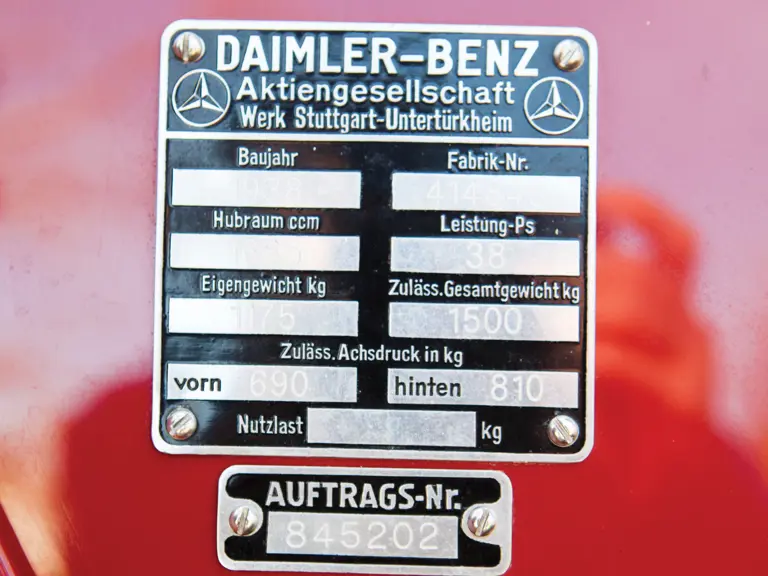 DAIMLER-BENZ
Aktiengesellschaft
Werk Stuttgart-Untertürkheim
Baujahr Fabrik-Nr.
Hubraum ccm Leistung-Ps
38
Eigengewicht kg Zuläss.Gesamtgewicht kg
1175 1500
Zuläss.Achsdruck in kg
vorn 690 hinten 810
Nutzlast kg
AUFTRAGS-Nr.
845202